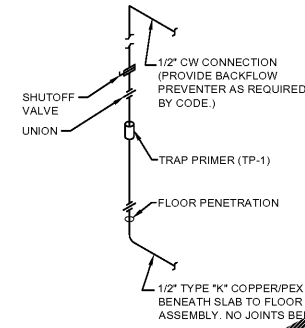 1/2" CW CONNECTION
(PROVIDE BACKFLOW
PREVENTER AS REQUIRED
BY CODE.)
SHUTOFF
VALVE
UNION
TRAP PRIMER (TP-1)
FLOOR PENETRATION
1/2" TYPE "K" COPPER/PEX
BENEATH SLAB TO FLOOR
ASSEMBLY. NO JOINTS